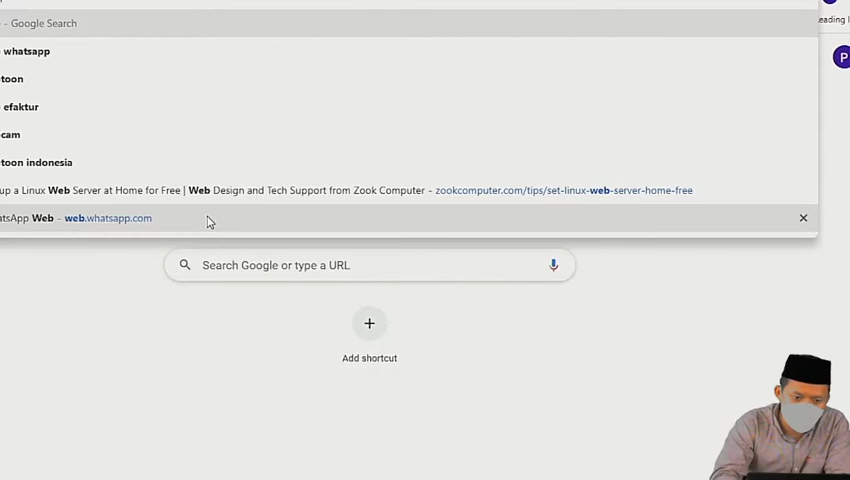 - Google Search
whatsapp
toon
efaktur
cam
toon indonesia
up a Linux Web Server at Home for Free | Web Design and Tech Support from Zook Computer - zookcomputer.com/tips/set-linux-web-server-home-free
atsApp Web - web.whatsapp.com
eading l
P
Search Google or type a URL
Add shortcut